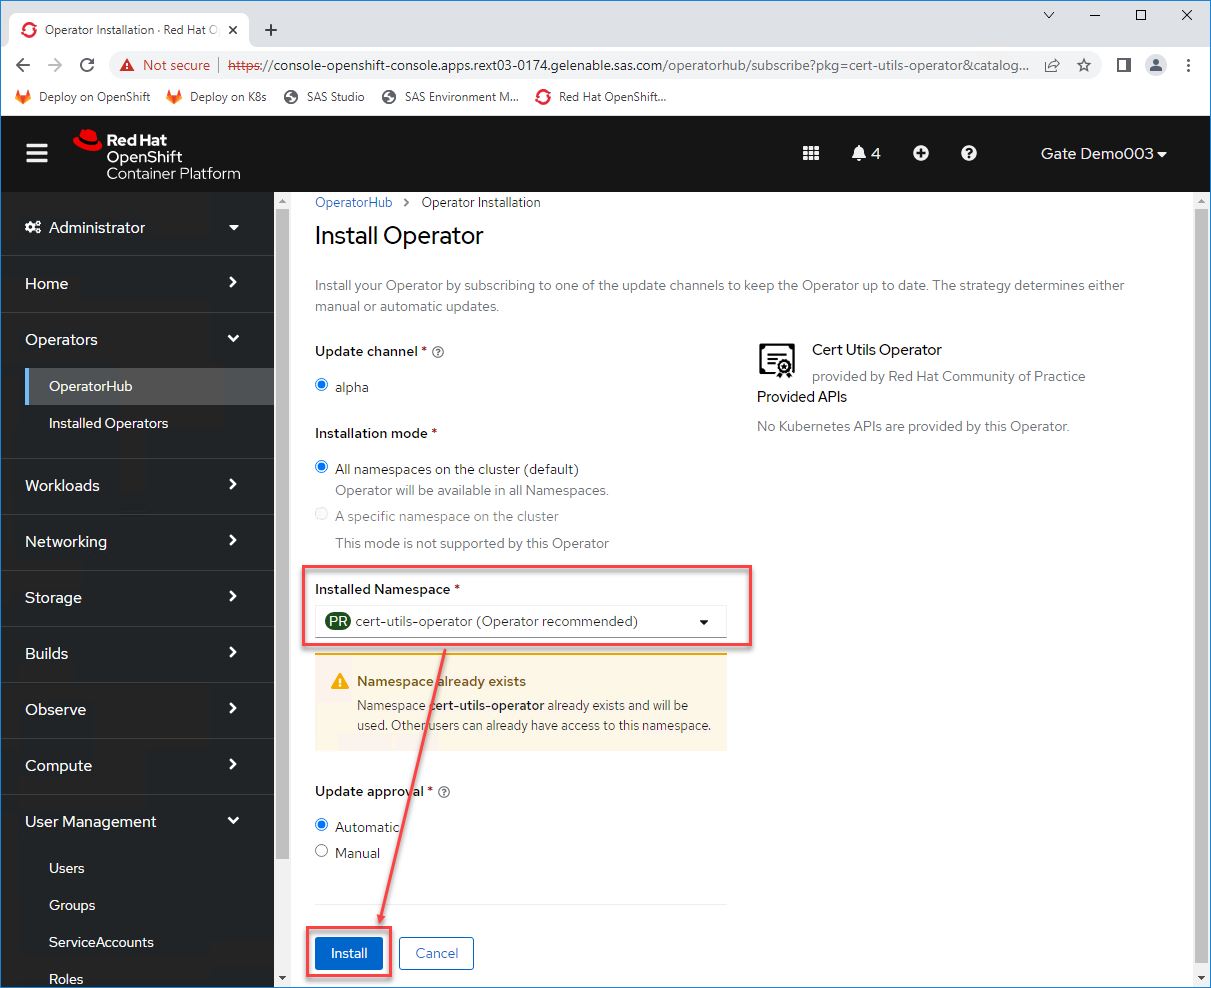 Operator Installation · Red Hat O
Not secure
https://console-openshift-console.apps.rext03-0174.gelenable.sas.com/operatorhub/subscribe?pkg=cert-utils-operator&catalog...
Deploy on OpenShift
Deploy on K8s
SAS Studio
SAS Environment M...
Red Hat OpenShift...
Red Hat
OpenShift
Container Platform
4
Gate Demo003
Administrator
Home
Operators
OperatorHub
Installed Operators
Workloads
Networking
Storage
Builds
Observe
Compute
User Management
Users
Groups
ServiceAccounts
Roles
OperatorHub > Operator Installation
Install Operator
Install your Operator by subscribing to one of the update channels to keep the Operator up to date. The strategy determines either
manual or automatic updates.
Update channel *
alpha
Installation mode *
All namespaces on the cluster (default)
Operator will be available in all Namespaces.
A specific namespace on the cluster
This mode is not supported by this Operator
Installed Namespace *
PR cert-utils-operator (Operator recommended)
Namespace already exists
Namespace cert-utils-operator already exists and will be
used. Other users can already have access to this namespace.
Update approval *
Automatic
Manual
Install
Cancel
Cert Utils Operator
provided by Red Hat Community of Practice
Provided APIs
No Kubernetes APIs are provided by this Operator.